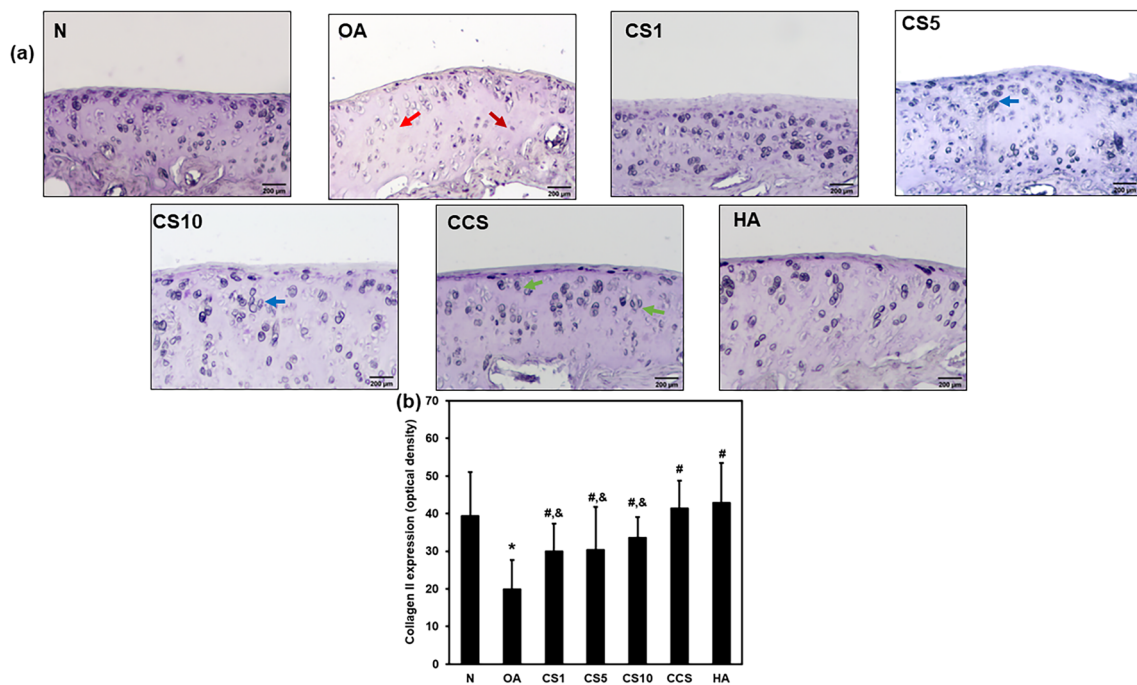 (a)
N
OA
CS1
CS5
200 µm
200 µm
200 µm
200 µm
CS10
CCS
HA
200 µm
200 µm
200 µm
(b)
Collagen II expression (optical density)
70
60
50
40
30
20
10
0
*
#,&
#,&
#,&
#
#
N OA CS1 CS5 CS10 CCS HA